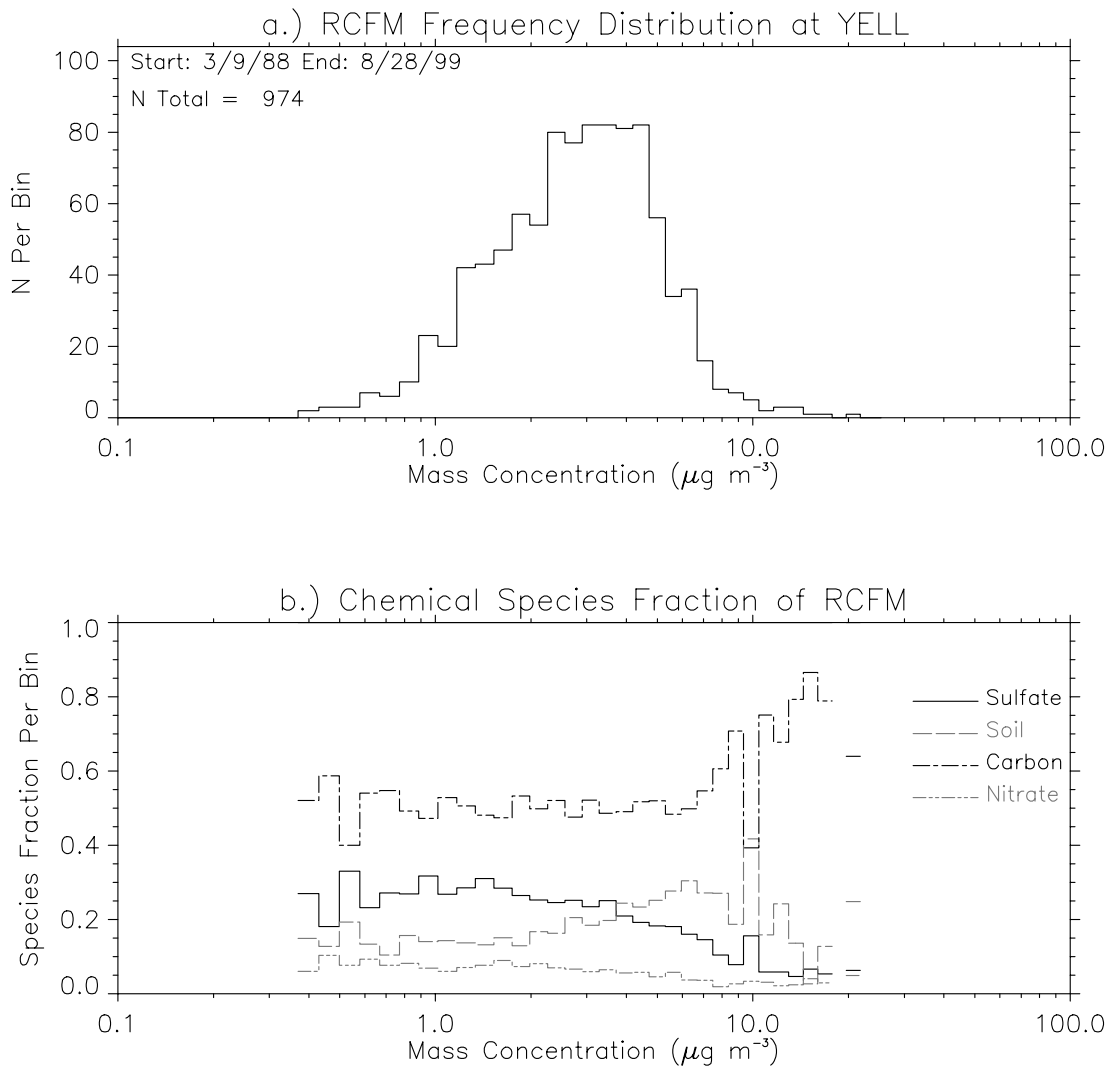 a.) RCFM Frequency Distribution at YELL
Start: 3/9/88 End: 8/28/99
N Total = 974
N Per Bin
100
80
60
40
20
0
0.1 1.0 10.0 100.0
Mass Concentration (μg m⁻³)
b.) Chemical Species Fraction of RCFM
Species Fraction Per Bin
1.0
0.8
0.6
0.4
0.2
0.0
Sulfate
Soil
Carbon
Nitrate
0.1 1.0 10.0 100.0
Mass Concentration (μg m⁻³)